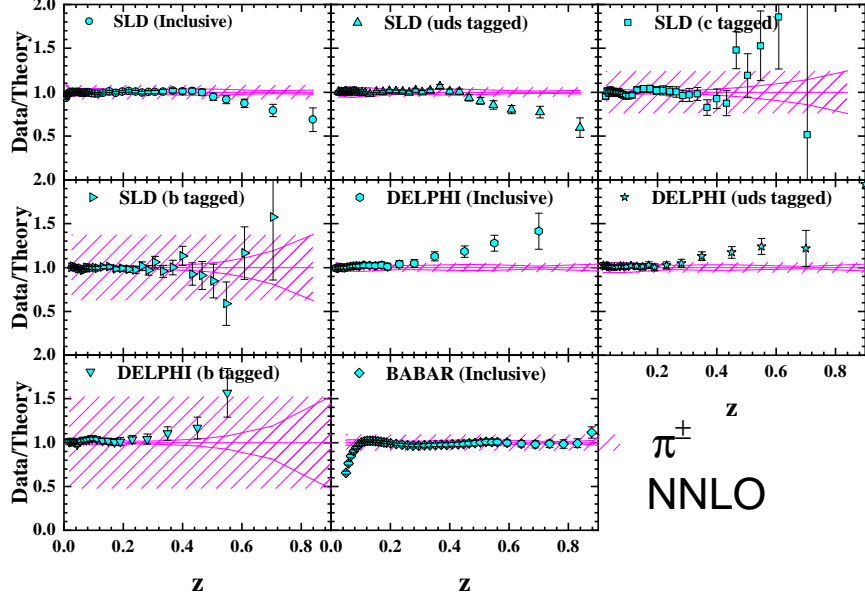 2.0
SLD (Inclusive)
SLD (uds tagged)
SLD (c tagged)
1.5
1.0
0.5
Data/Theory
2.0
SLD (b tagged)
DELPHI (Inclusive)
DELPHI (uds tagged)
1.5
1.0
0.5
Data/Theory
0.2 0.4 0.6 0.8
z
2.0
DELPHI (b tagged)
BABAR (Inclusive)
1.5
1.0
0.5
0.0
Data/Theory
0.0 0.2 0.4 0.6 0.8
0.0 0.2 0.4 0.6 0.8
z
z
π±
NNLO